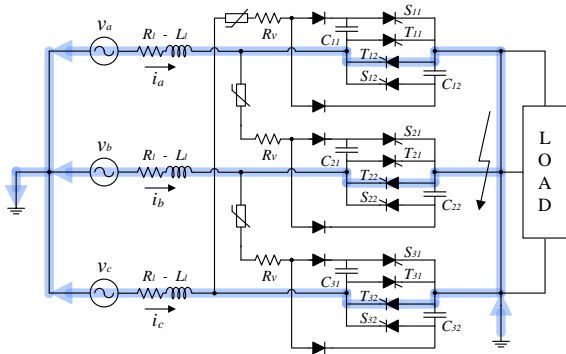 va
Rl - Ll
ia
Rv
C11
S11
T11
T12
S12
C12
vb
Rl - Ll
ib
Rv
C21
S21
T21
T22
S22
C22
vc
Rl - Ll
ic
Rv
C31
S31
T31
T32
S32
C32
LOAD